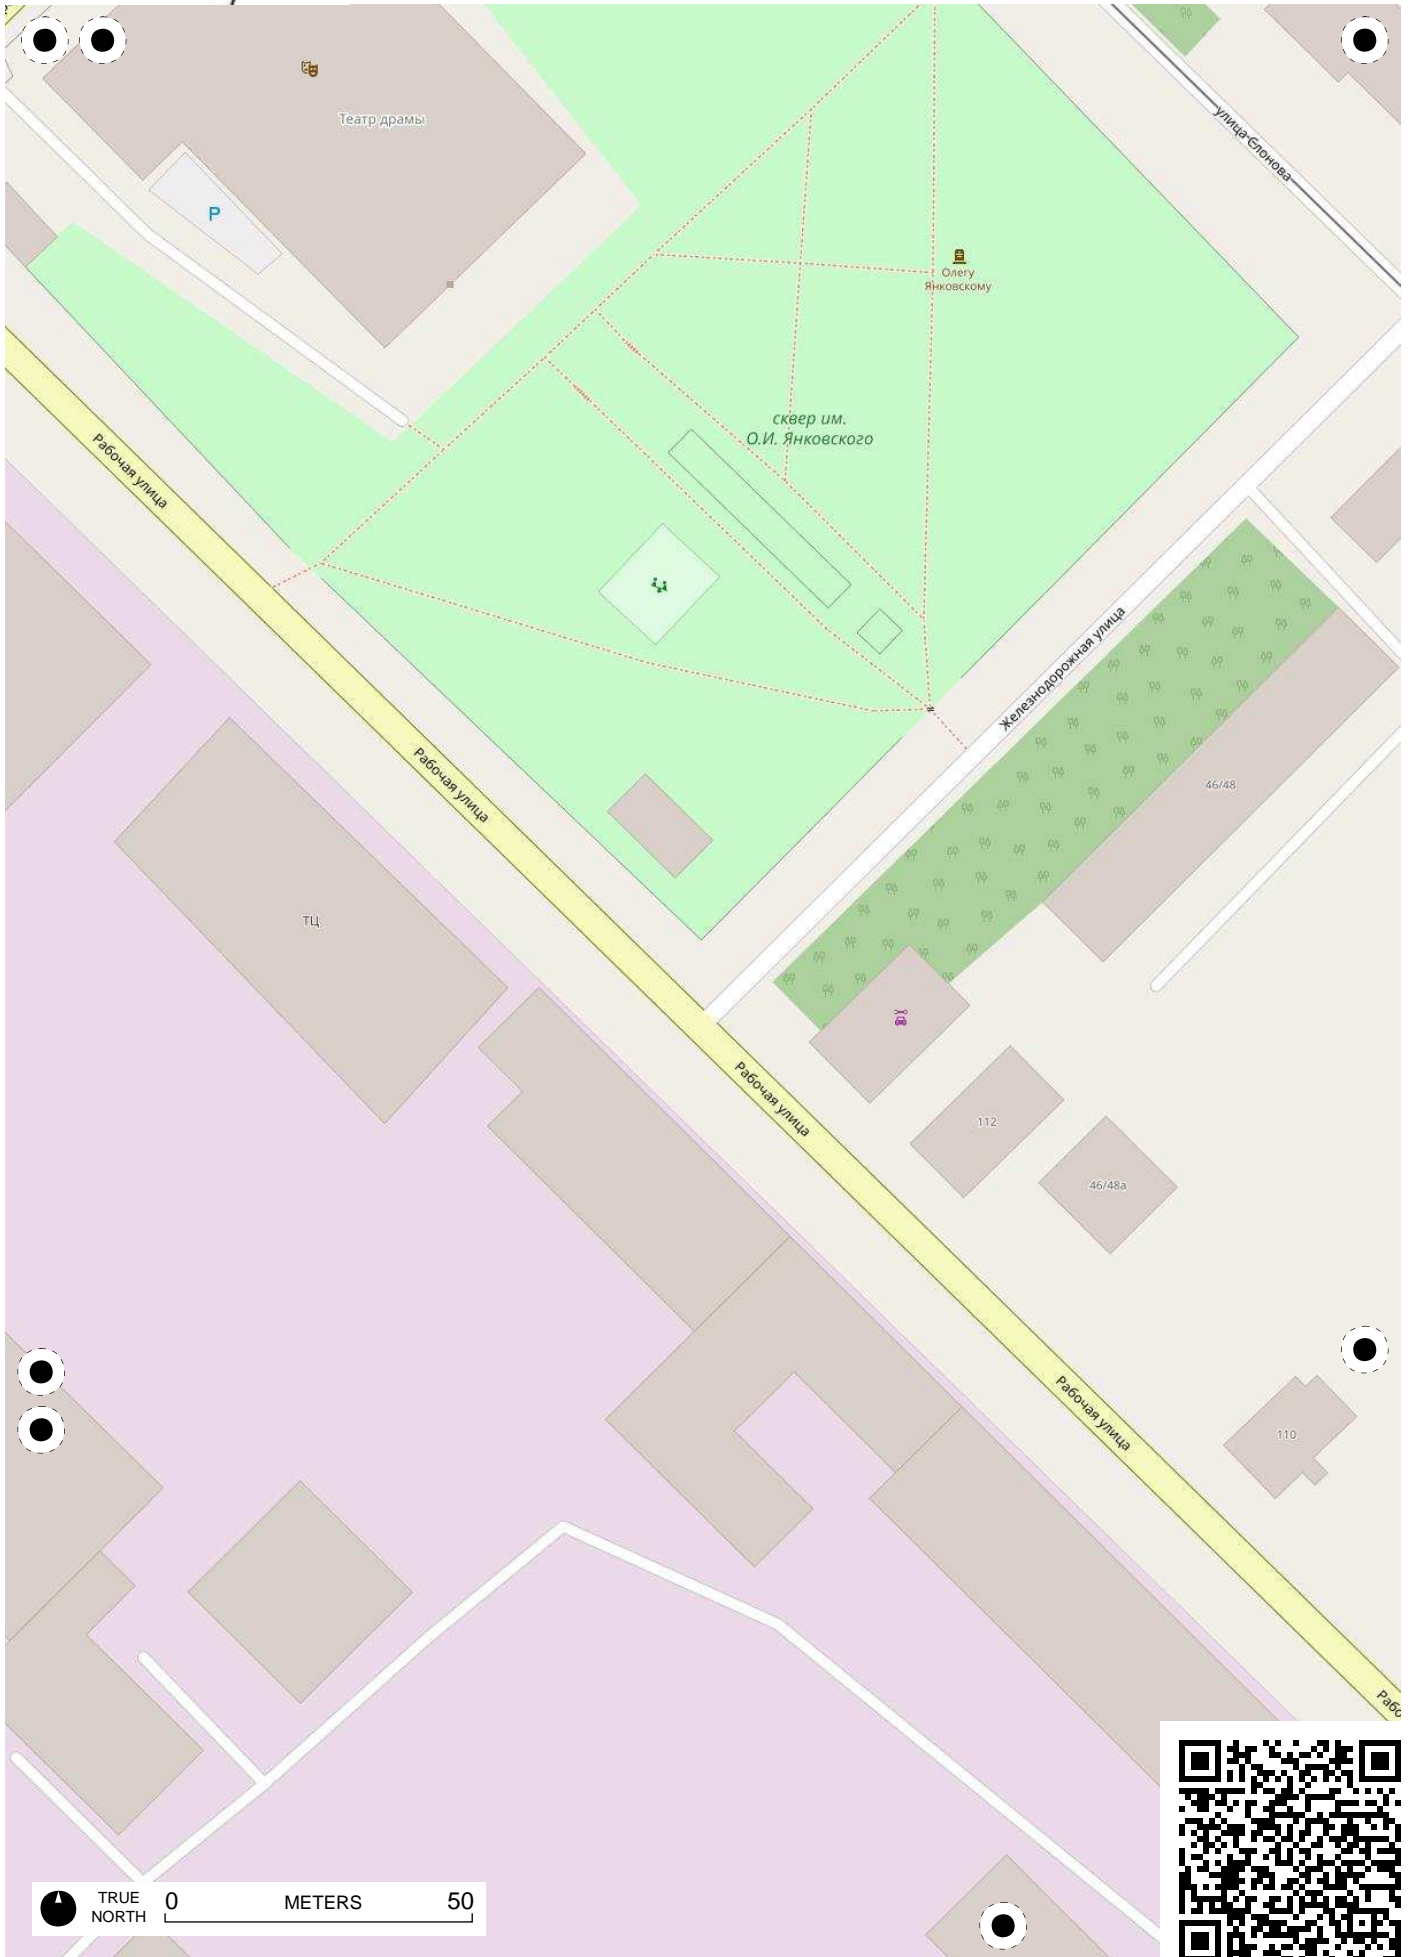 Театр драмы
улица Слонова
P
Олегу
Янковскому
сквер им.
О.И. Янковского
Рабочая улица
Железнодорожная улица
46/48
Рабочая улица
ТЦ
Рабочая улица
112
46/48а
Рабочая улица
110
Рабо
TRUE
NORTH
0 METERS 50